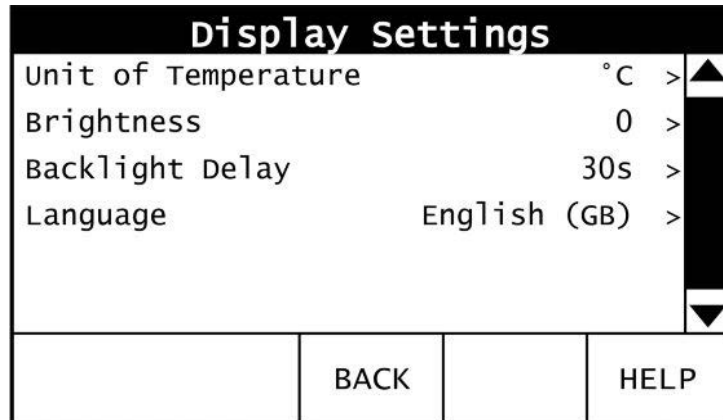 Display Settings
Unit of Temperature °C >
Brightness 0 >
Backlight Delay 30s >
Language English (GB) >
BACK HELP